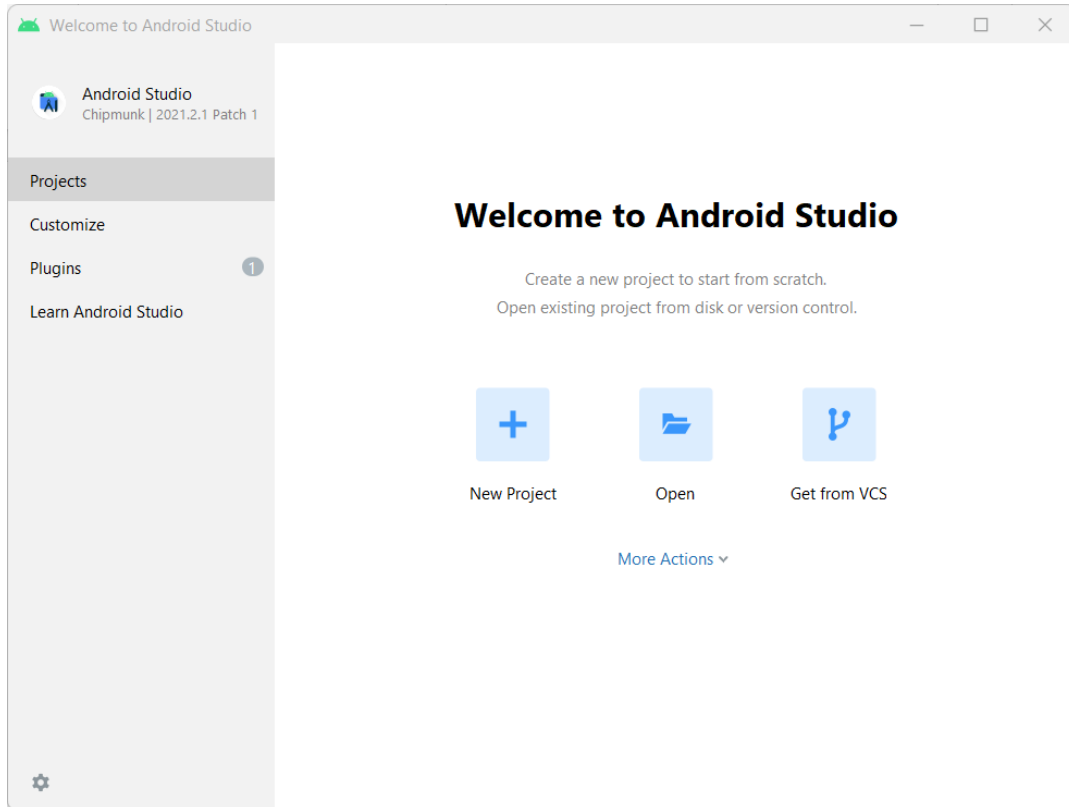 Welcome to Android Studio
Android Studio
Chipmunk | 2021.2.1 Patch 1
Projects
Customize
Plugins 1
Learn Android Studio
Welcome to Android Studio
Create a new project to start from scratch.
Open existing project from disk or version control.
New Project Open Get from VCS
More Actions